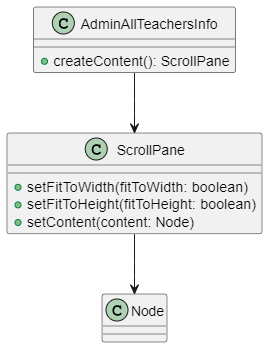 C AdminAllTeachersInfo
createContent(): ScrollPane
C ScrollPane
setFitToWidth(fitToWidth: boolean)
setFitToHeight(fitToHeight: boolean)
setContent(content: Node)
C Node